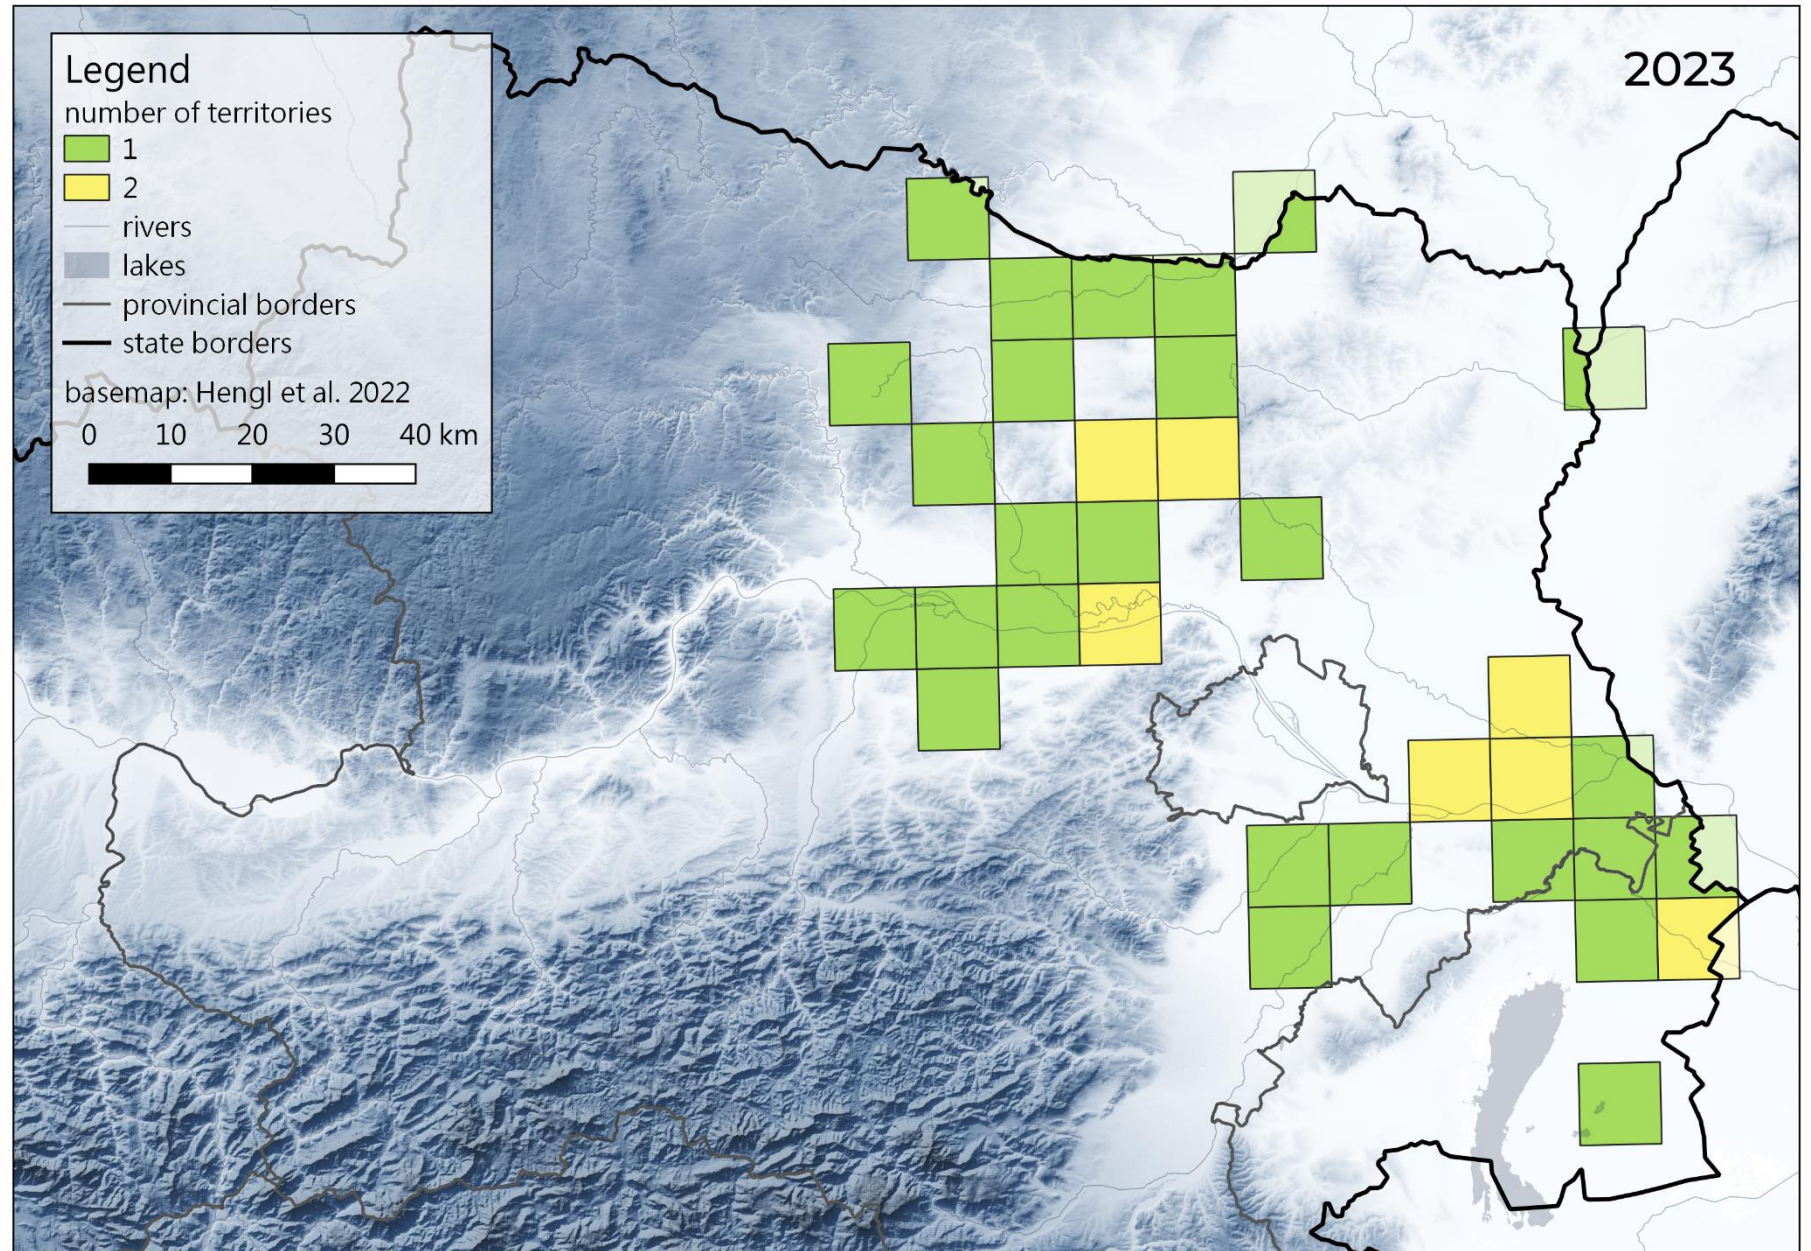 Legend
number of territories
1
2
rivers
lakes
provincial borders
state borders
basemap: Hengl et al. 2022
0 10 20 30 40 km
2023